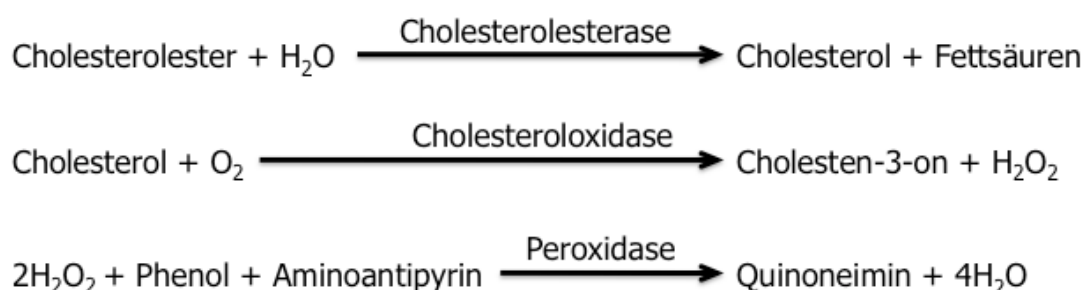 Cholesterolesterase
Cholesterolester + H₂O Cholesterol + Fettsäuren
Cholesteroloxidase
Cholesterol + O₂ Cholesten-3-on + H₂O₂
Peroxidase
2H₂O₂ + Phenol + Aminoantipyrin Quinoneimin + 4H₂O